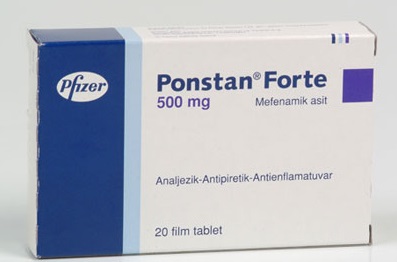 Pfizer
Ponstan® Forte
500 mg
Mefenamik asit
Analjezik-Antipiretik-Antienflamatuvar
20 film tablet